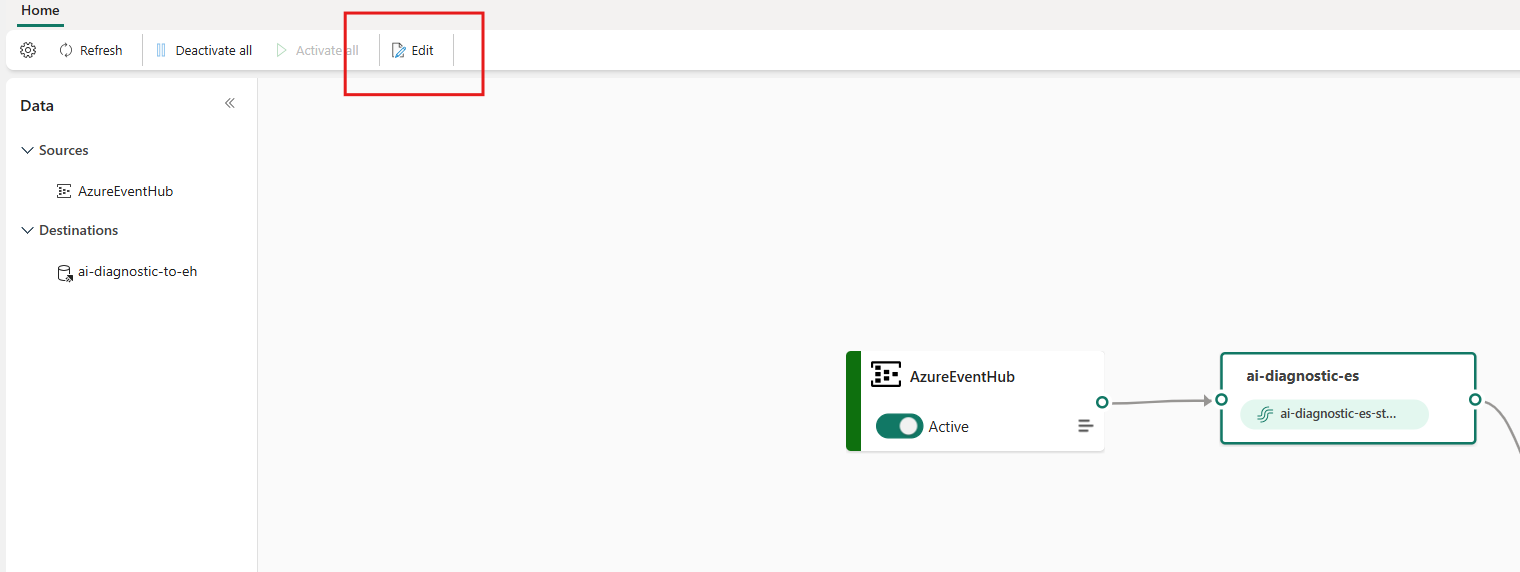 Home
Refresh Deactivate all Activate all Edit
Data
Sources
AzureEventHub
Destinations
ai-diagnostic-to-eh
AzureEventHub
Active
ai-diagnostic-es
ai-diagnostic-es-st...